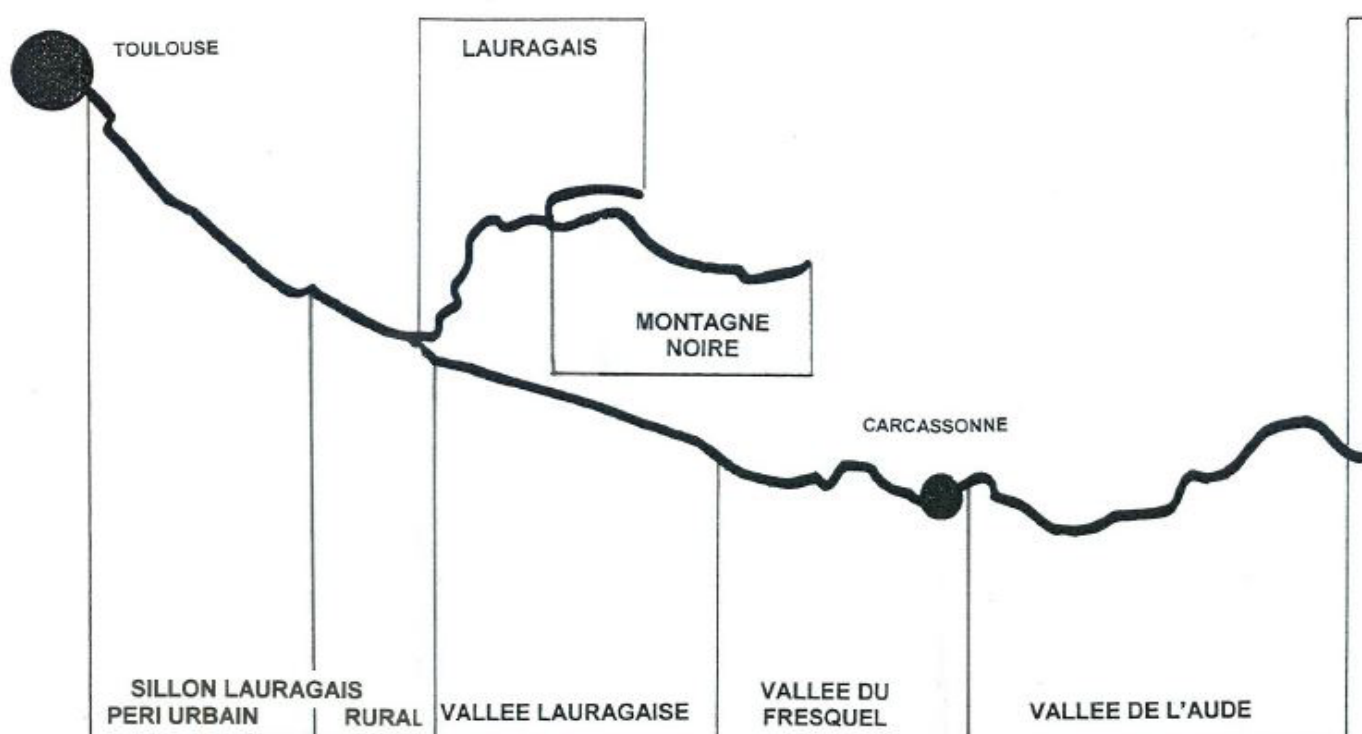 TOULOUSE
LAURAGAIS
MONTAGNE
NOIRE
CARCASSONNE
SILLON LAURAGAIS
PERI URBAIN
RURAL
VALLEE LAURAGAISE
VALLEE DU
FRESQUEL
VALLEE DE L'AUDE